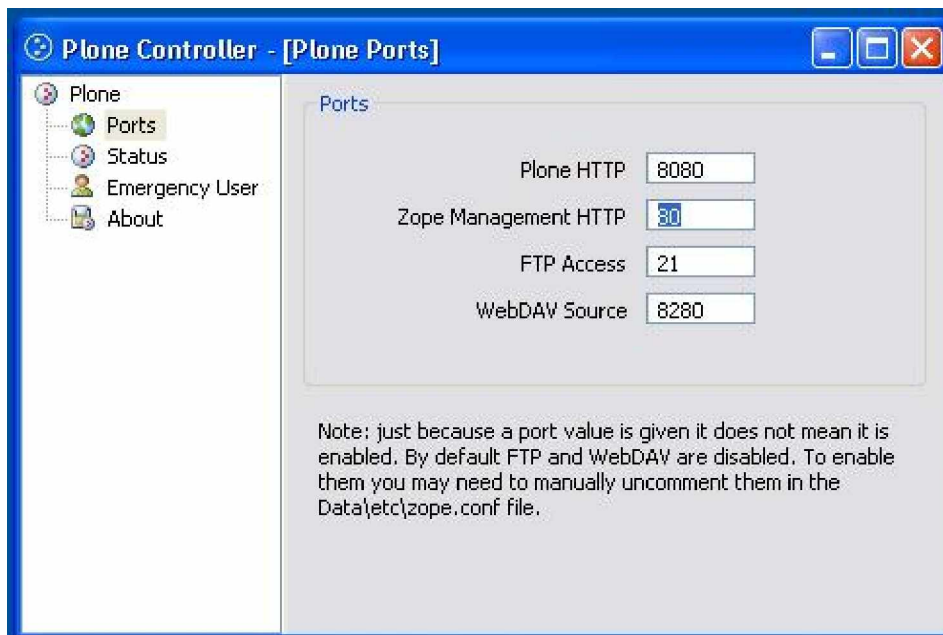 Plone Controller - [Plone Ports]
Plone
Ports
Status
Emergency User
About
Ports
Plone HTTP 8080
Zope Management HTTP 80
FTP Access 21
WebDAV Source 8280
Note: just because a port value is given it does not mean it is
enabled. By default FTP and WebDAV are disabled. To enable
them you may need to manually uncomment them in the
Data\etc\zope.conf file.